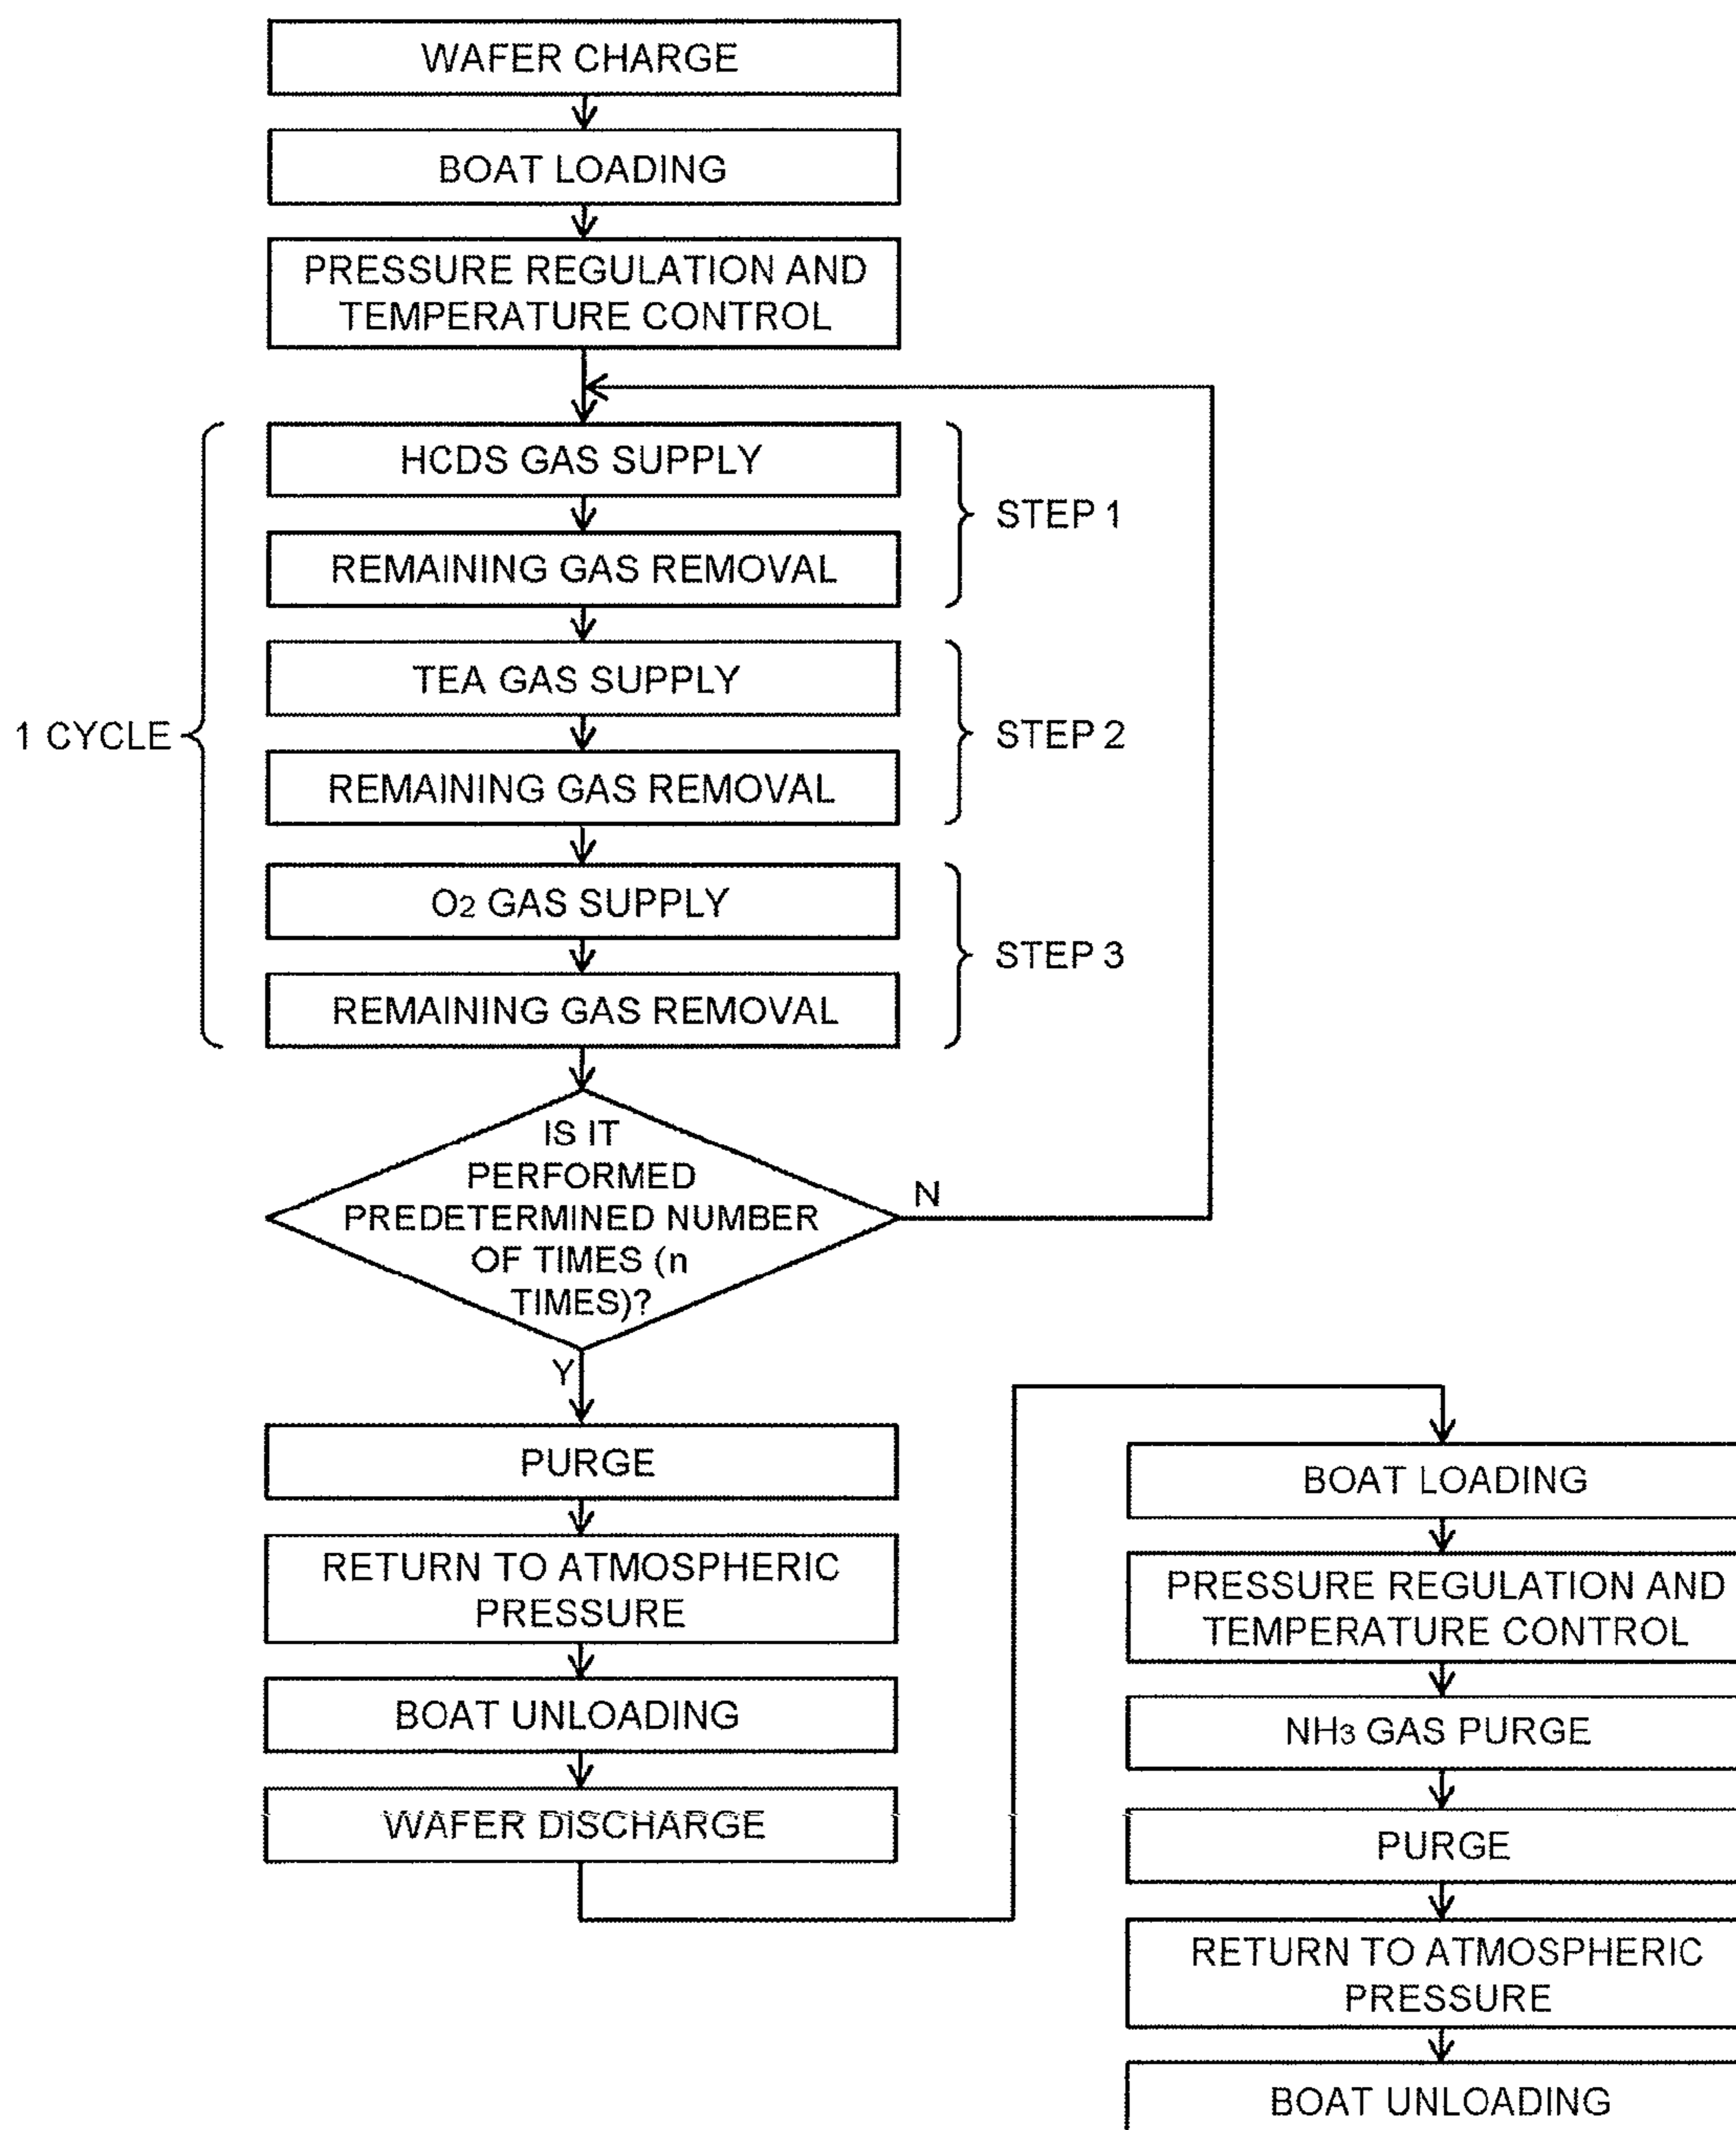 WAFER CHARGE
BOAT LOADING
PRESSURE REGULATION AND
TEMPERATURE CONTROL
1 CYCLE
HCDS GAS SUPPLY
REMAINING GAS REMOVAL
STEP 1
TEA GAS SUPPLY
REMAINING GAS REMOVAL
STEP 2
O2 GAS SUPPLY
REMAINING GAS REMOVAL
STEP 3
IS IT
PERFORMED
PREDETERMINED NUMBER
OF TIMES (n
TIMES)?
N
Y
PURGE
RETURN TO ATMOSPHERIC
PRESSURE
BOAT UNLOADING
WAFER DISCHARGE
BOAT LOADING
PRESSURE REGULATION AND
TEMPERATURE CONTROL
NH3 GAS PURGE
PURGE
RETURN TO ATMOSPHERIC
PRESSURE
BOAT UNLOADING